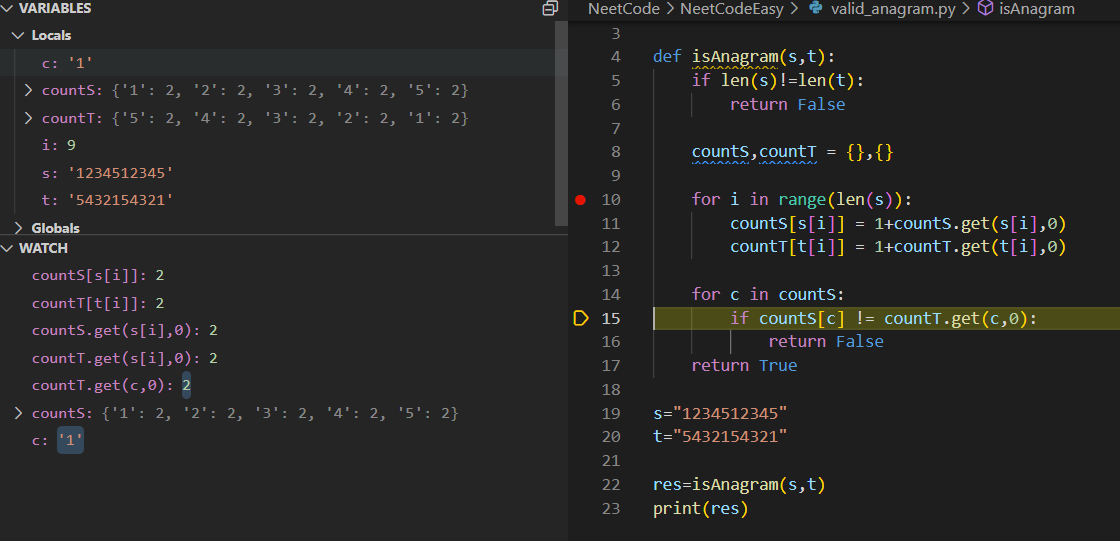 VARIABLES
Locals
c: '1'
countS: {'1': 2, '2': 2, '3': 2, '4': 2, '5': 2}
countT: {'5': 2, '4': 2, '3': 2, '2': 2, '1': 2}
i: 9
s: '1234512345'
t: '5432154321'
Globals
WATCH
countS[s[i]]: 2
countT[t[i]]: 2
countS.get(s[i],0): 2
countT.get(s[i],0): 2
countT.get(c,0): 2
countS: {'1': 2, '2': 2, '3': 2, '4': 2, '5': 2}
c: '1'
NeetCode > NeetCodeEasy > valid_anagram.py > isAnagram
3
4 def isAnagram(s,t):
5 if len(s)!=len(t):
6 return False
7
8 countS,countT = {},{}
9
10 for i in range(len(s)):
11 countS[s[i]] = 1+countS.get(s[i],0)
12 countT[t[i]] = 1+countT.get(t[i],0)
13
14 for c in countS:
15 if countS[c] != countT.get(c,0):
16 return False
17 return True
18
19 s="1234512345"
20 t="5432154321"
21
22 res=isAnagram(s,t)
23 print(res)